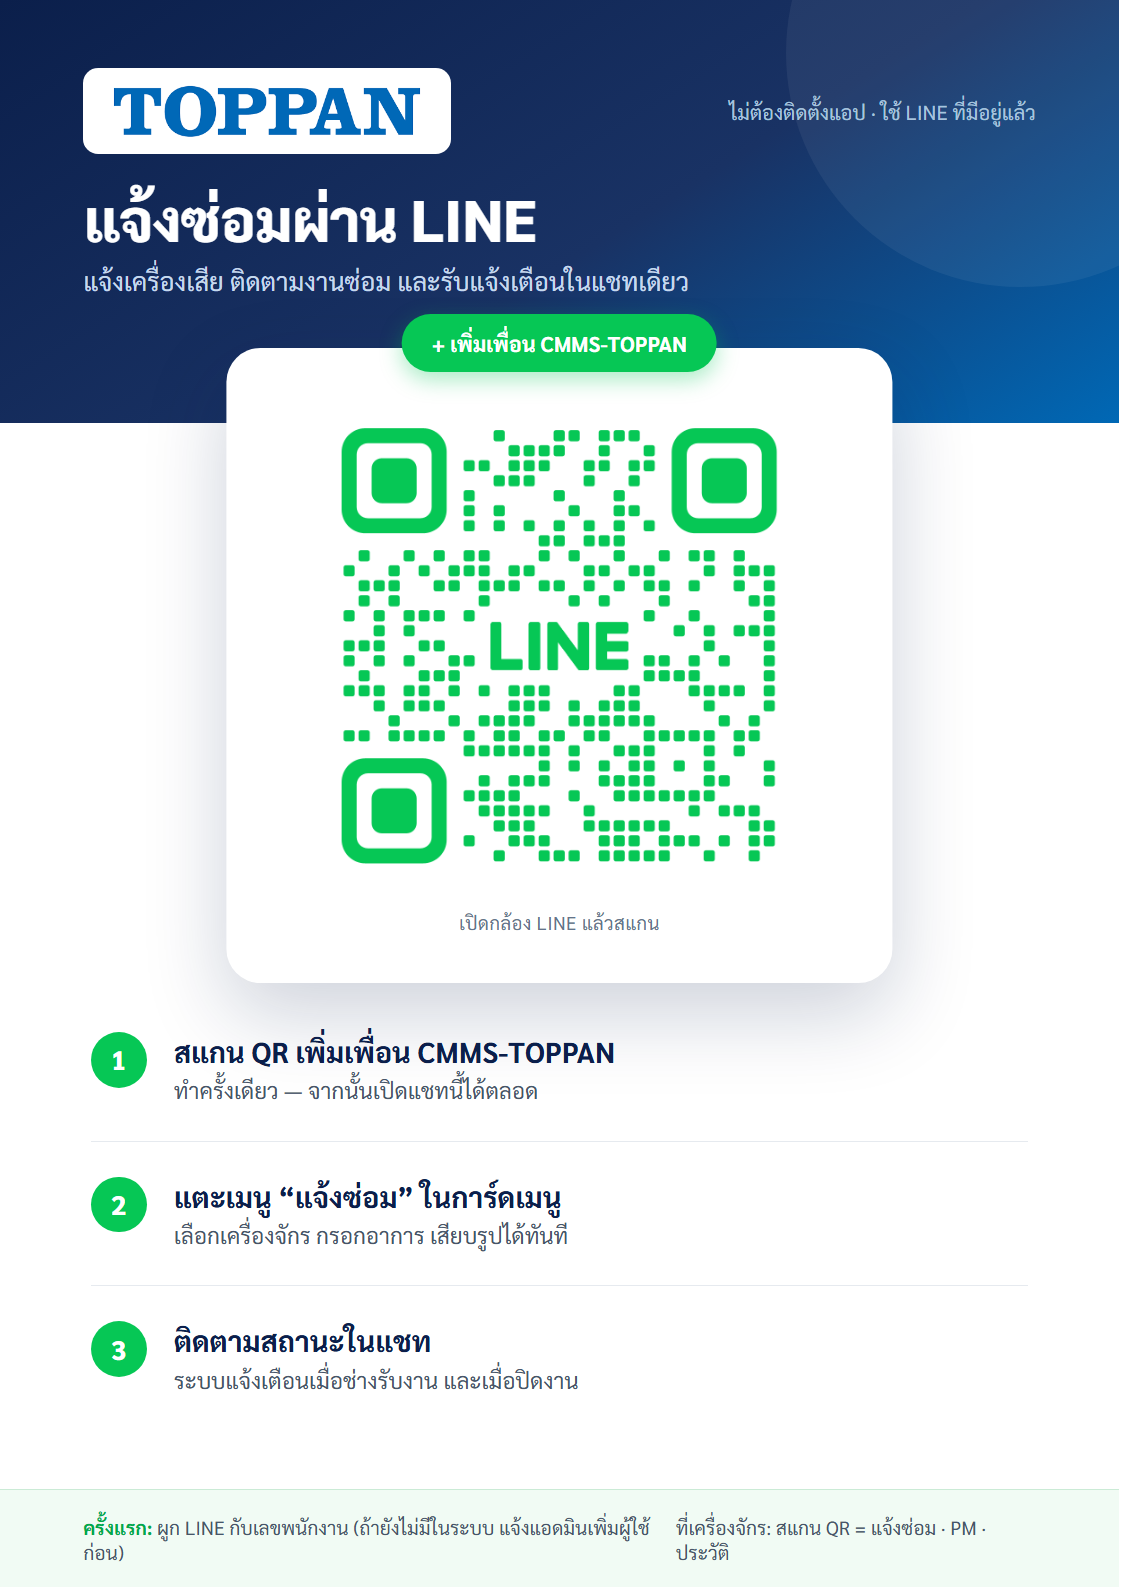 TOPPAN
ไม่ต้องติดตั้งแอป · ใช้ LINE ที่มีอยู่แล้ว
แจ้งซ่อมผ่าน LINE
แจ้งเครื่องเสีย ติดตามงานซ่อม และรับแจ้งเตือนในแชทเดียว
+ เพิ่มเพื่อน CMMS-TOPPAN
LINE
เปิดกล้อง LINE แล้วสแกน
1
สแกน QR เพิ่มเพื่อน CMMS-TOPPAN
ทำครั้งเดียว — จากนั้นเปิดแชทนี้ได้ตลอด
2
แตะเมนู “แจ้งซ่อม” ในการ์ดเมนู
เลือกเครื่องจักร กรอกอาการ เสียบรูปได้ทันที
3
ติดตามสถานะในแชท
ระบบแจ้งเตือนเมื่อช่างรับงาน และเมื่อปิดงาน
ครั้งแรก: ผูก LINE กับเลขพนักงาน (ถ้ายังไม่มีในระบบ แจ้งแอดมินเพิ่มผู้ใช้
ก่อน)
ที่เครื่องจักร: สแกน QR = แจ้งซ่อม · PM ·
ประวัติ